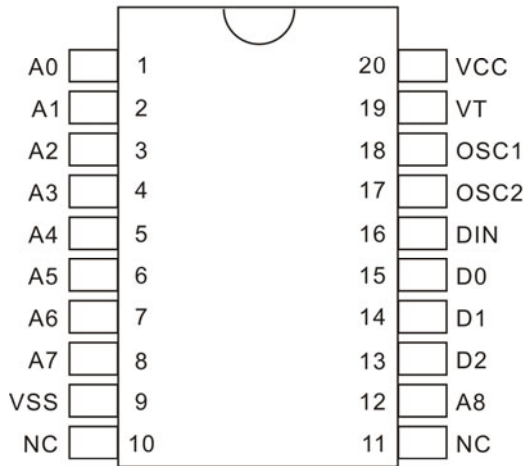 A0 1 20 VCC
A1 2 19 VT
A2 3 18 OSC1
A3 4 17 OSC2
A4 5 16 DIN
A5 6 15 D0
A6 7 14 D1
A7 8 13 D2
VSS 9 12 A8
NC 10 11 NC